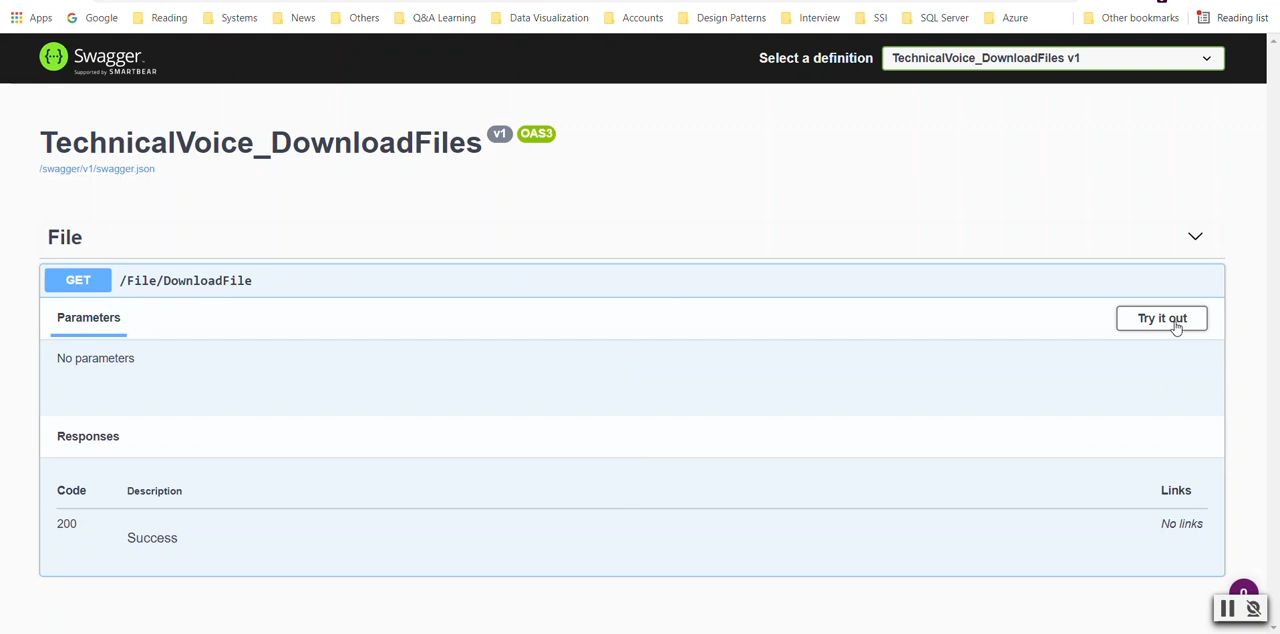 Apps Google Reading Systems News Others Q&A Learning Data Visualization Accounts Design Patterns Interview SSI SQL Server Azure Other bookmarks Reading list
Swagger
Supported by SMARTBEAR
Select a definition TechnicalVoice_DownloadFiles v1
TechnicalVoice_DownloadFiles v1 OAS3
/swagger/v1/swagger.json
File
GET /File/DownloadFile
Parameters Try it out
No parameters
Responses
Code Description Links
200 No links
Success